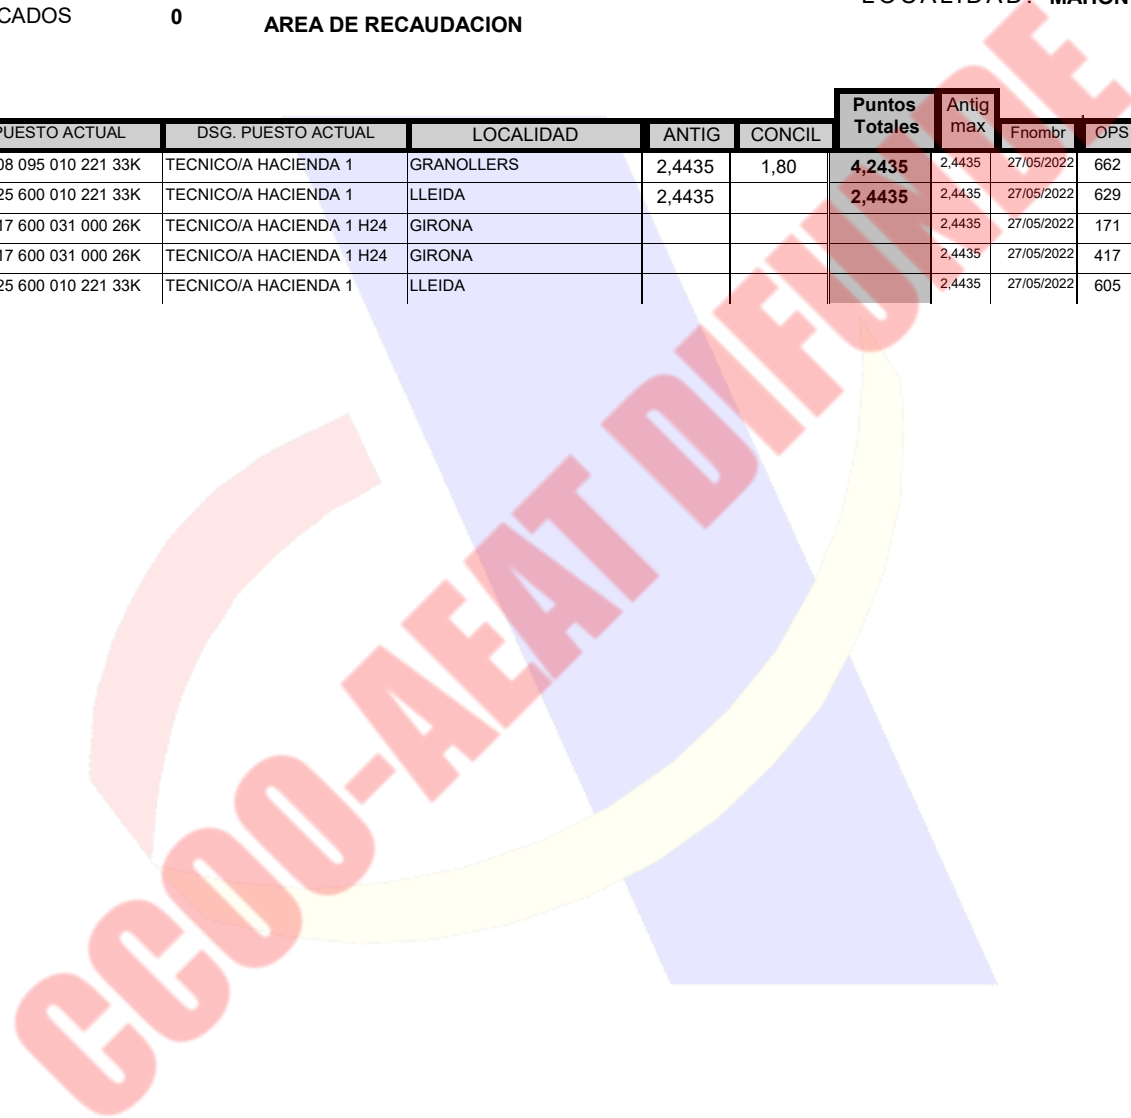 CADOS 0 AREA DE RECAUDACION
LOCALIDAD: MAHON
PUESTO ACTUAL DSG. PUESTO ACTUAL LOCALIDAD ANTIG CONCIL Puntos Totales Antig max Fnombr OPS
08 095 010 221 33K TECNICO/A HACIENDA 1 GRANOLLERS 2,4435 1,80 4,2435 2,4435 27/05/2022 662
25 600 010 221 33K TECNICO/A HACIENDA 1 LLEIDA 2,4435 2,4435 2,4435 27/05/2022 629
17 600 031 000 26K TECNICO/A HACIENDA 1 H24 GIRONA 2,4435 27/05/2022 171
17 600 031 000 26K TECNICO/A HACIENDA 1 H24 GIRONA 2,4435 27/05/2022 417
25 600 010 221 33K TECNICO/A HACIENDA 1 LLEIDA 2,4435 27/05/2022 605
CCOO-AEAT DIFUNDE